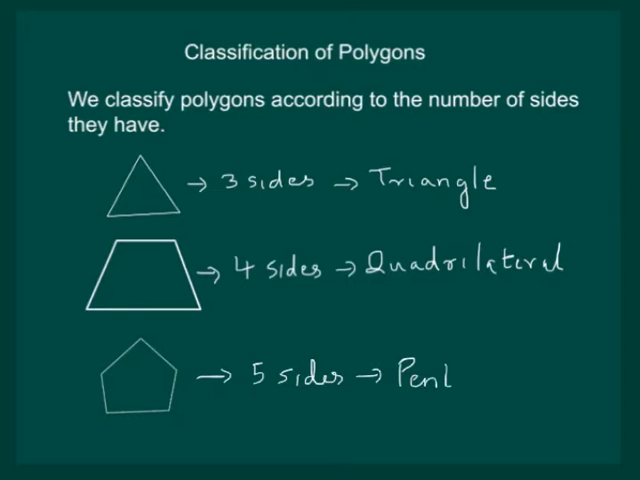 Classification of Polygons
We classify polygons according to the number of sides
they have.
→ 3 sides → Triangle
→ 4 sides → Quadrilateral
→ 5 sides → Pent